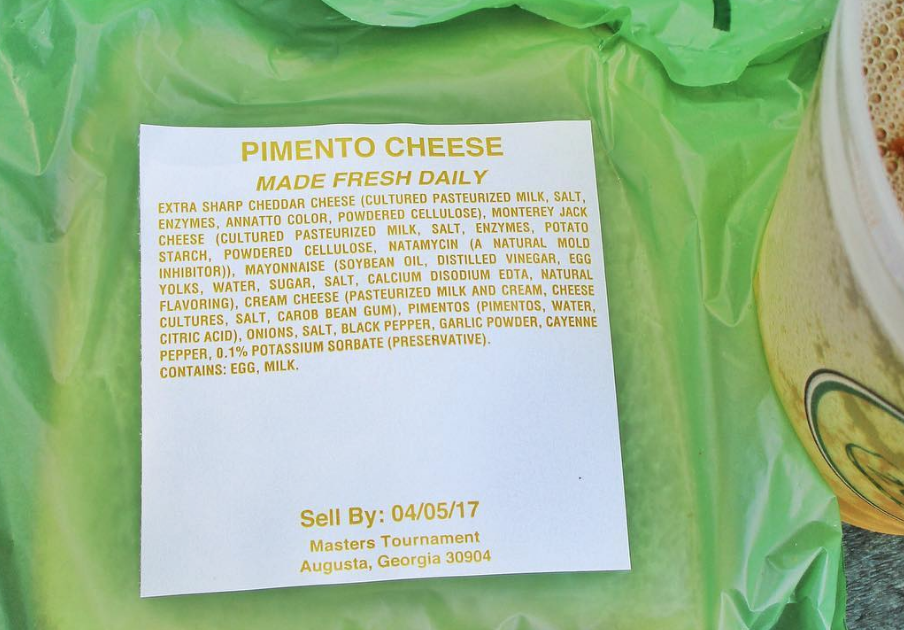 PIMENTO CHEESE
MADE FRESH DAILY
EXTRA SHARP CHEDDAR CHEESE (CULTURED PASTEURIZED MILK, SALT,
ENZYMES, ANNATTO COLOR, POWDERED CELLULOSE), MONTEREY JACK
CHEESE (CULTURED PASTEURIZED MILK, SALT, ENZYMES, POTATO
STARCH, POWDERED CELLULOSE, NATAMYCIN (A NATURAL MOLD
INHIBITOR)), MAYONNAISE (SOYBEAN OIL, DISTILLED VINEGAR, EGG
YOLKS, WATER, SUGAR, SALT, CALCIUM DISODIUM EDTA, NATURAL
FLAVORING), CREAM CHEESE (PASTEURIZED MILK AND CREAM, CHEESE
CULTURES, SALT, CAROB BEAN GUM), PIMENTOS (PIMENTOS, WATER,
CITRIC ACID), ONIONS, SALT, BLACK PEPPER, GARLIC POWDER, CAYENNE
PEPPER, 0.1% POTASSIUM SORBATE (PRESERVATIVE).
CONTAINS: EGG, MILK.
Sell By: 04/05/17
Masters Tournament
Augusta, Georgia 30904